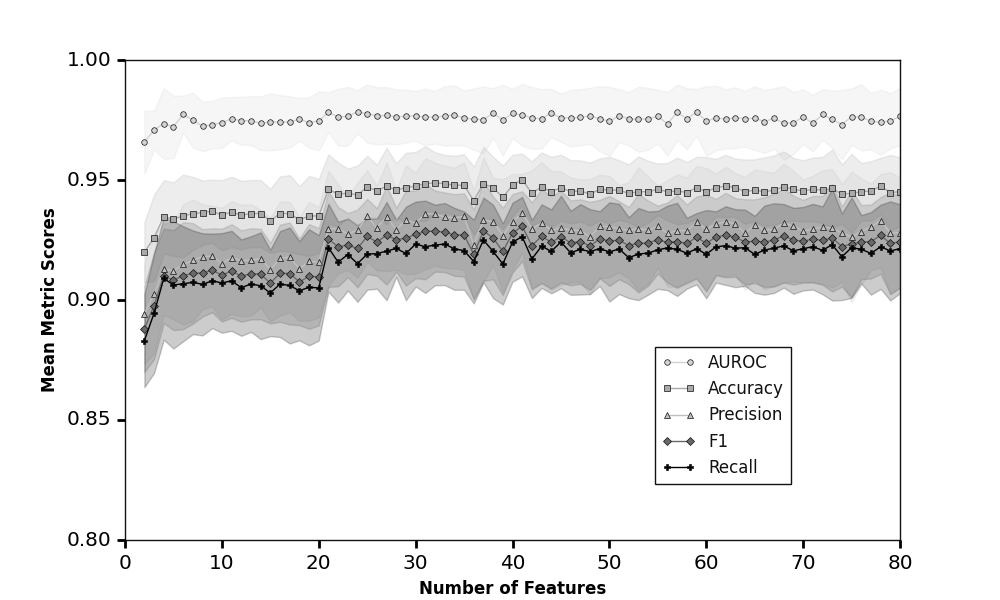 1.00
0.95
0.90
0.85
0.80
Mean Metric Scores
0 10 20 30 40 50 60 70 80
Number of Features
AUROC
Accuracy
Precision
F1
Recall